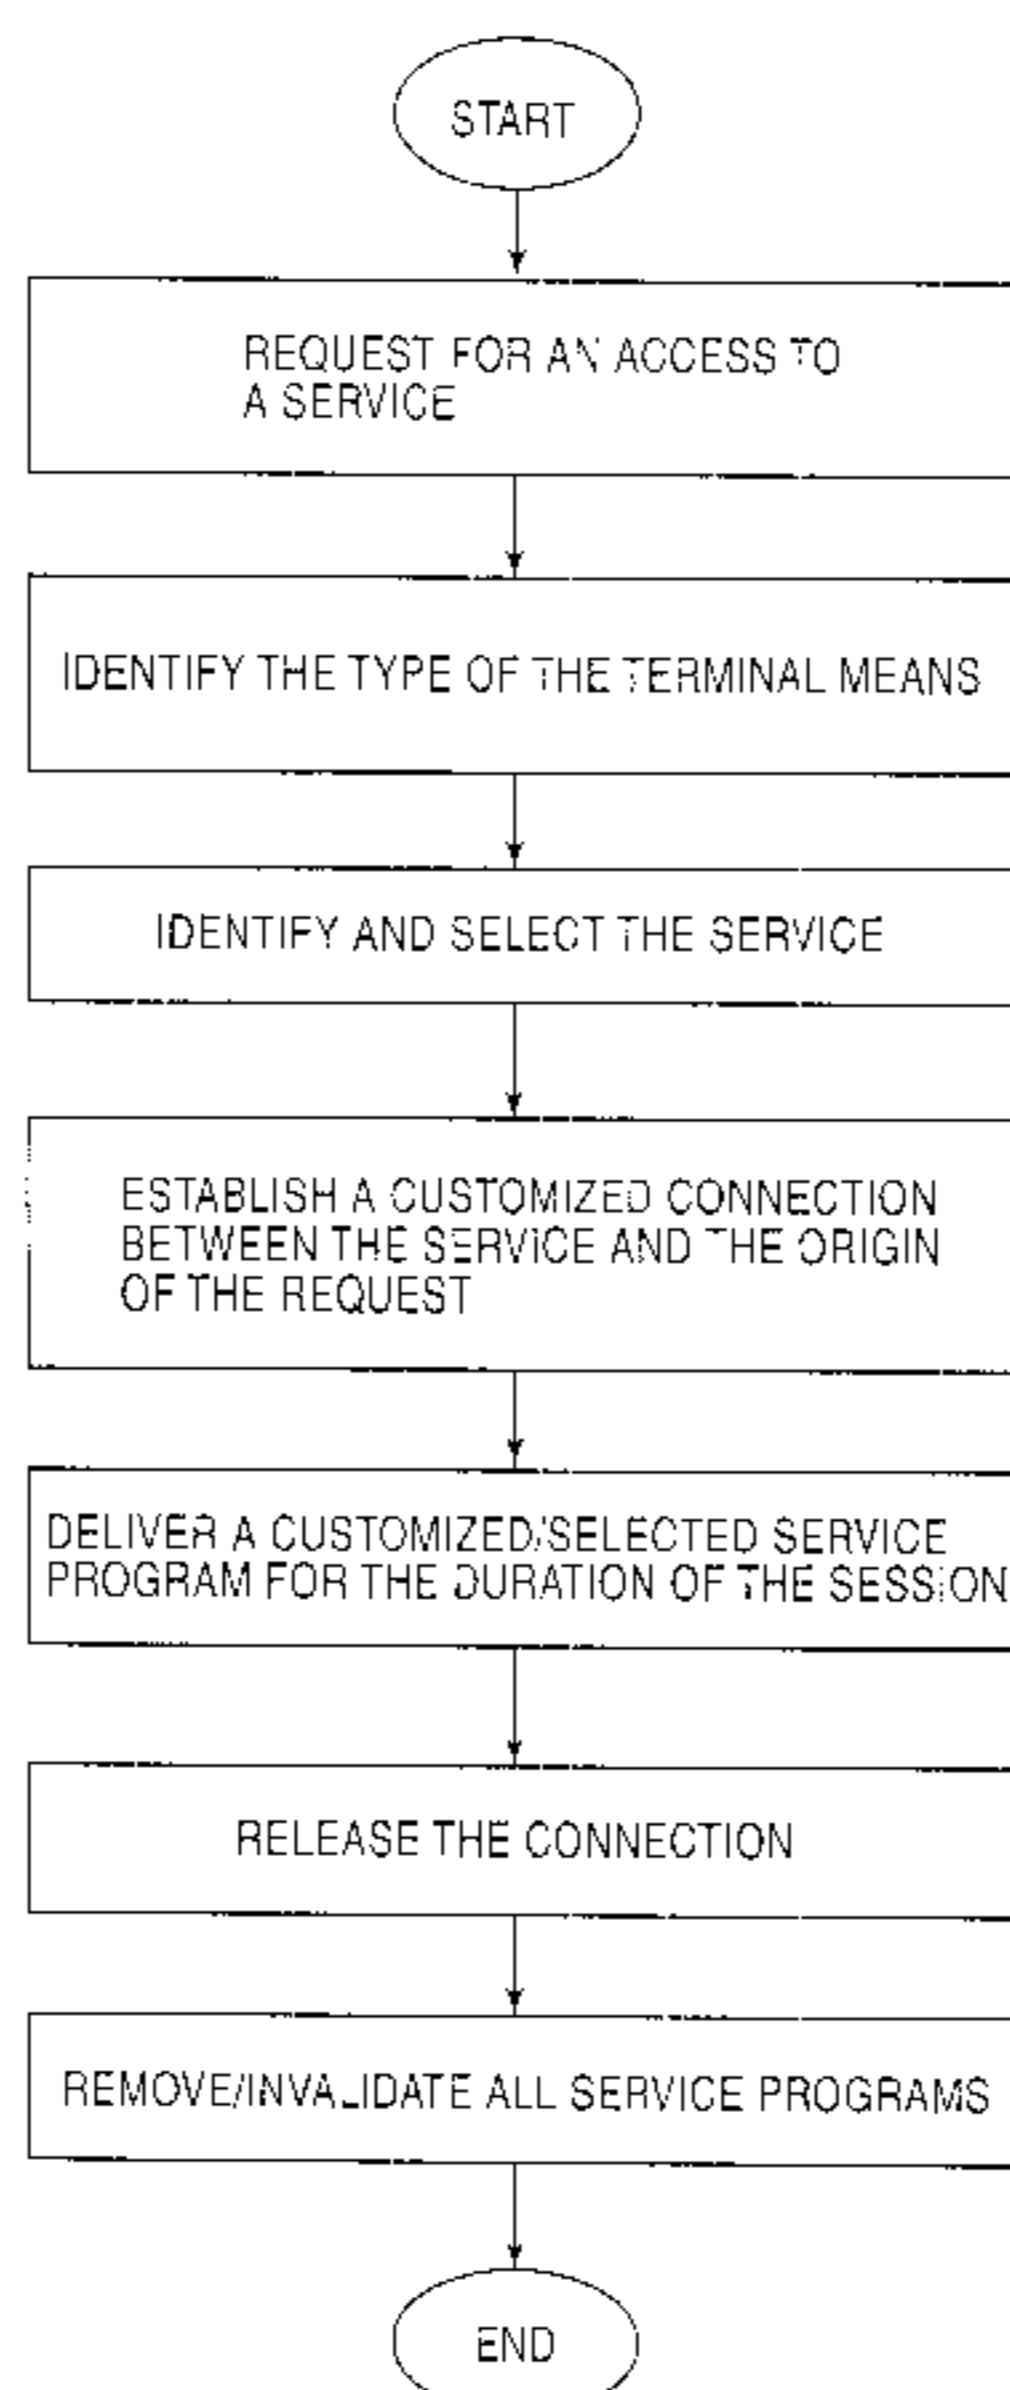 START
REQUEST FOR AN ACCESS TO
A SERVICE
IDENTIFY THE TYPE OF THE TERMINAL MEANS
IDENTIFY AND SELECT THE SERVICE
ESTABLISH A CUSTOMIZED CONNECTION
BETWEEN THE SERVICE AND THE ORIGIN
OF THE REQUEST
DELIVER A CUSTOMIZED/SELECTED SERVICE
PROGRAM FOR THE DURATION OF THE SESSION
RELEASE THE CONNECTION
REMOVE/INVALIDATE ALL SERVICE PROGRAMS
END